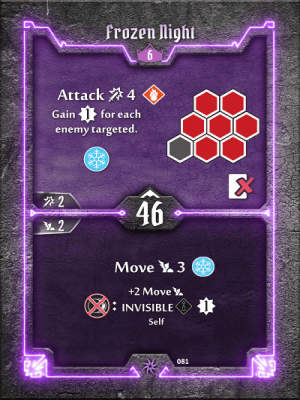 Frozen Night
6
Attack 4
Gain 1 for each
enemy targeted.
2
46
2
Move 3
+2 Move
: INVISIBLE 1
Self
081